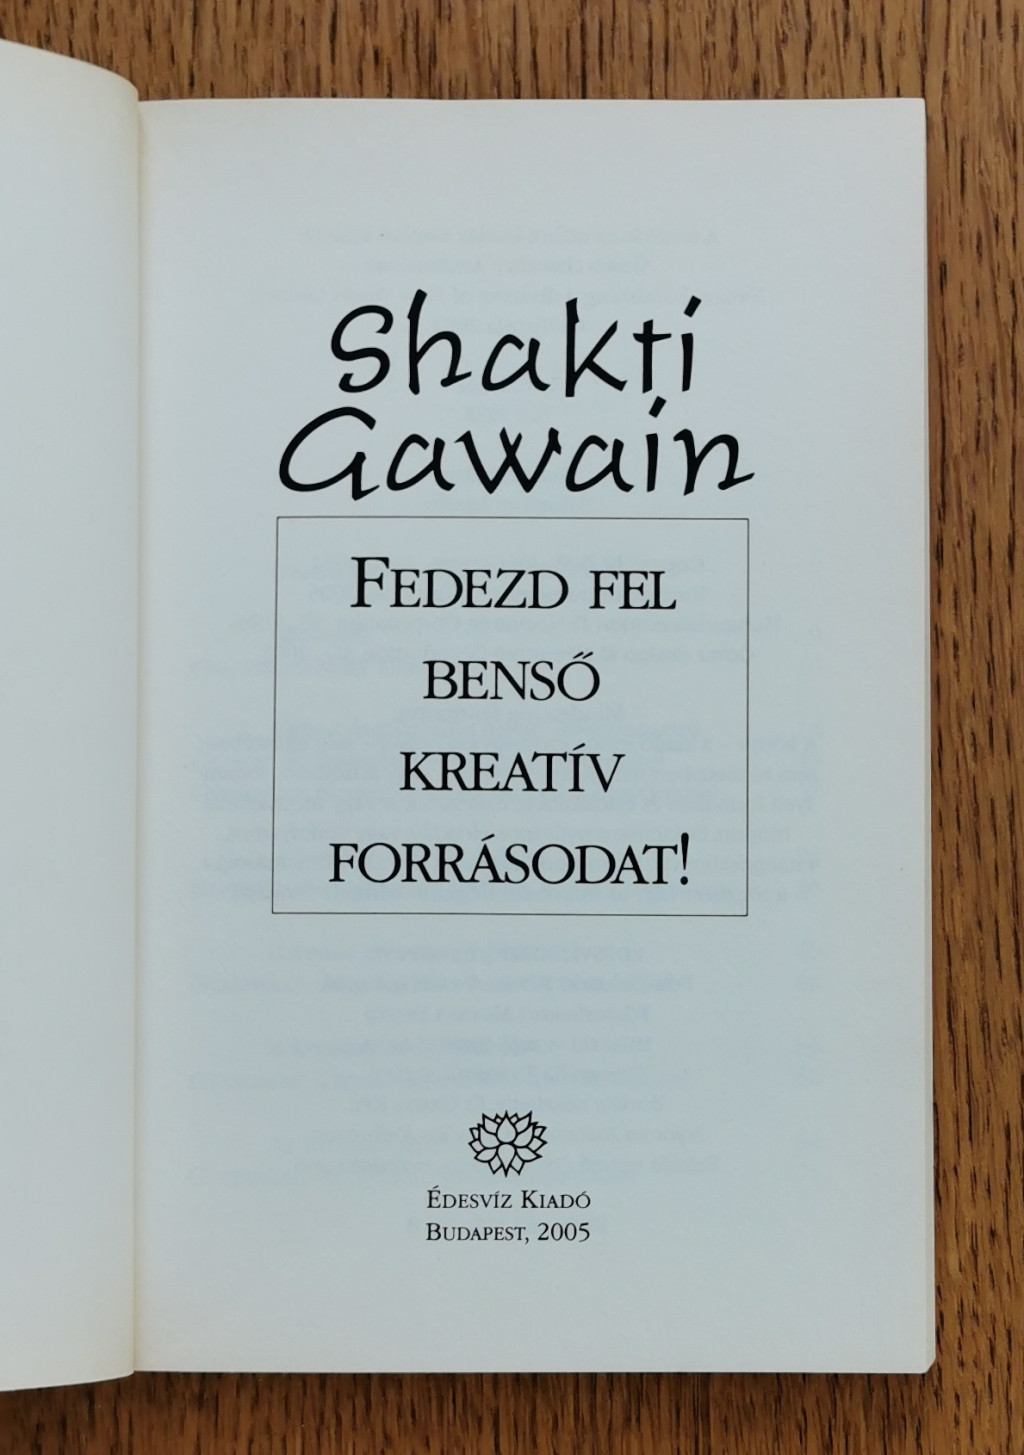 Shakti
Gawain
FEDEZD FEL
BENSŐ
KREATÍV
FORRÁSODAT!
ÉDESVÍZ KIADÓ
BUDAPEST, 2005